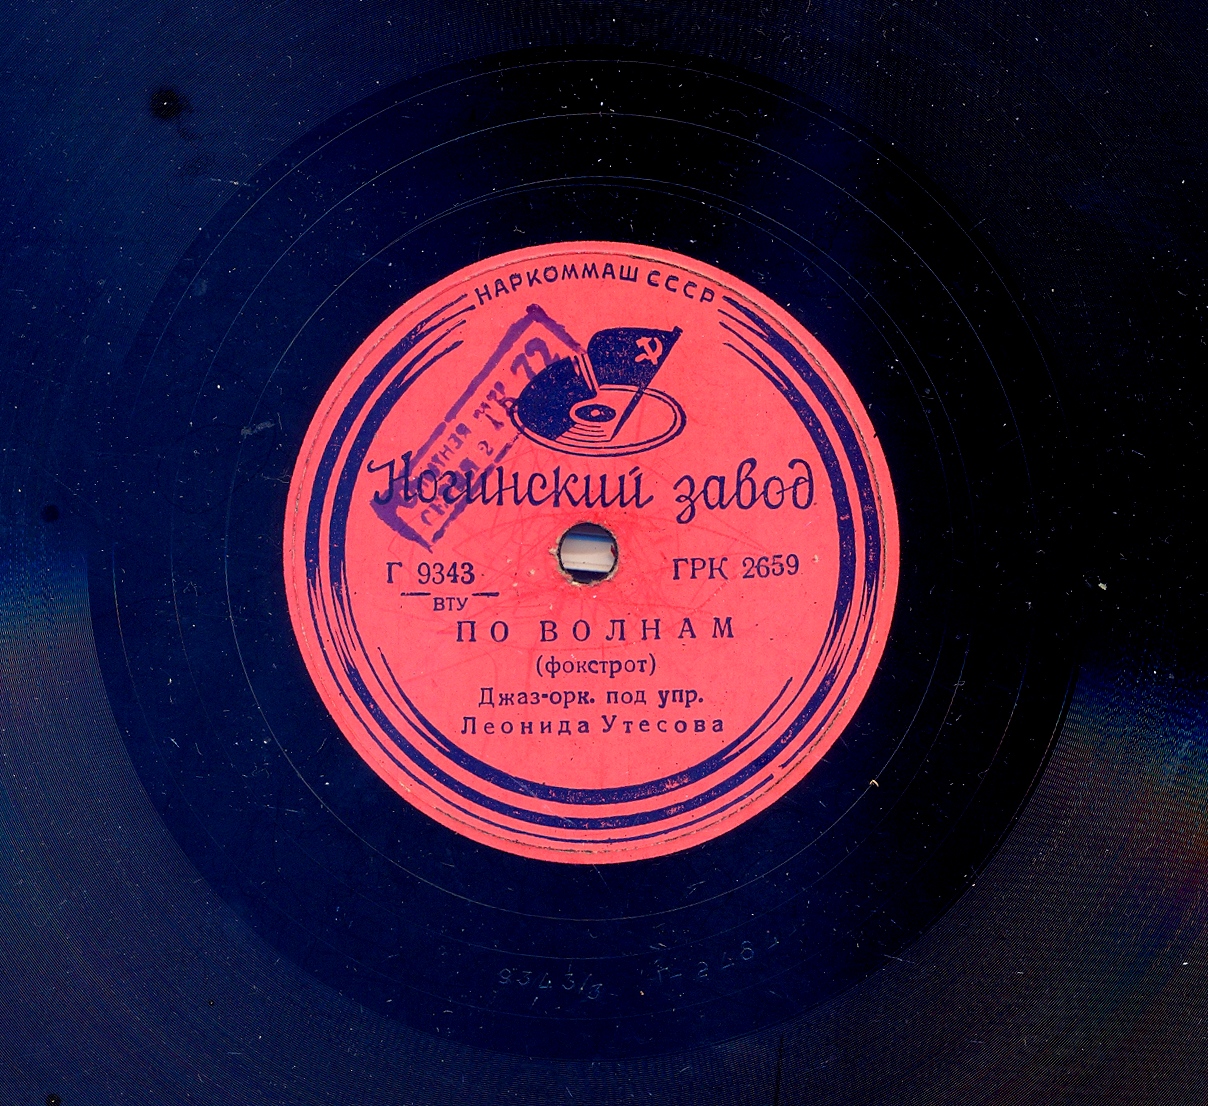 НАРКОММАШ СССР
72
Ногинский завод
Г 9343
ВТУ
ГРК 2659
ПО ВОЛНАМ
(фокстрот)
Джаз-орк. под упр.
Леонида Утесова
9343/3